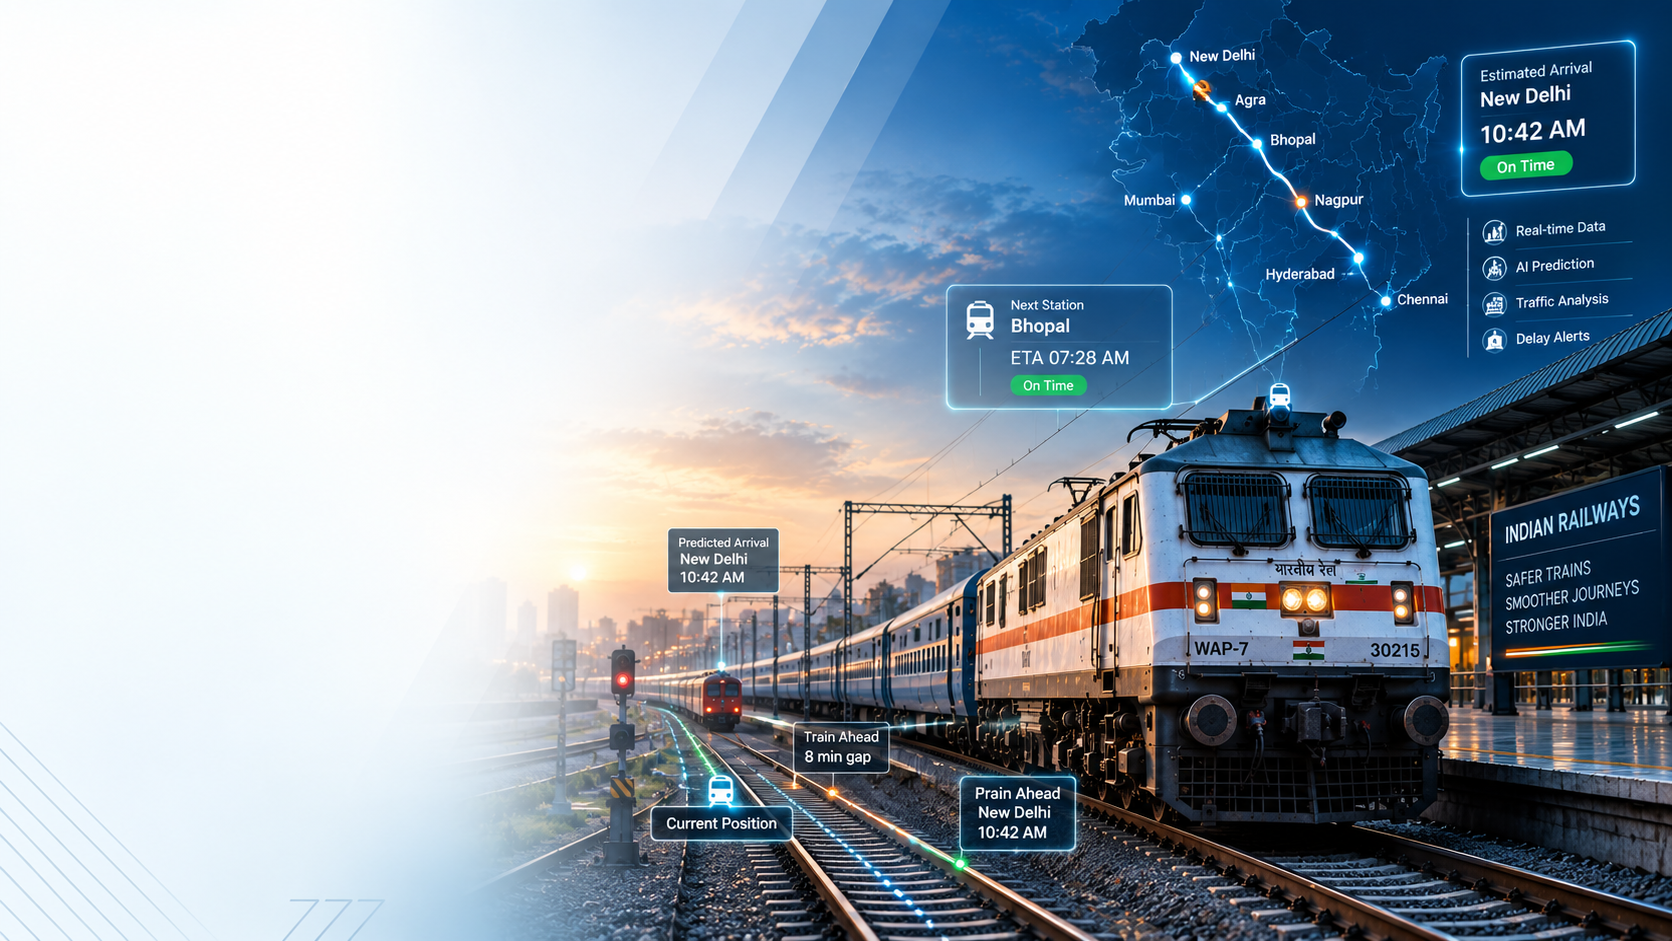 New Delhi
Agra
Bhopal
Mumbai
Nagpur
Hyderabad
Chennai
Estimated Arrival
New Delhi
10:42 AM
On Time
Real-time Data
AI Prediction
Traffic Analysis
Delay Alerts
Next Station
Bhopal
ETA 07:28 AM
On Time
Predicted Arrival
New Delhi
10:42 AM
Train Ahead
8 min gap
Current Position
Prain Ahead
New Delhi
10:42 AM
WAP-7
30215
INDIAN RAILWAYS
SAFER TRAINS
SMOOTHER JOURNEYS
STRONGER INDIA